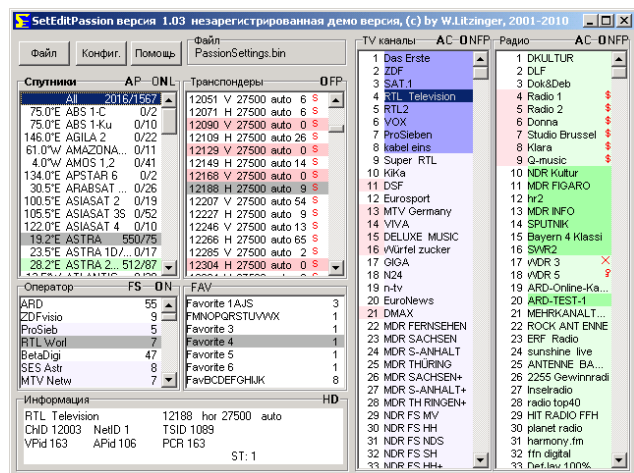 SetEditPassion версия 1.03 незарегистрированная демо версия, (c) by W.Litzinger, 2001-2010
Файл
Конфиг.
Помощь
Файл
PassionSettings.bin
Спутники AP ONL
All 2016/1567
75.0°E ABS 1-C 0/2
75.0°E ABS 1-Ku 0/10
146.0°E AGILA 2 0/22
61.0°W AMAZONA... 0/11
4.0°W AMOS 1,2 0/41
134.0°E APSTAR 6 0/2
30.5°E ARABSAT ... 0/26
100.5°E ASIASAT 2 0/19
105.5°E ASIASAT 3S 0/52
122.0°E ASIASAT 4 0/10
19.2°E ASTRA 550/75
23.5°E ASTRA 1D/... 0/17
28.2°E ASTRA 2... 512/87
Транспондеры OFP
12051 V 27500 auto 6 S
12071 H 27500 auto 6 S
12090 V 27500 auto 0 S
12109 H 27500 auto 26 S
12129 V 27500 auto 0 S
12149 H 27500 auto 14 S
12168 V 27500 auto 0 S
12188 H 27500 auto 9 S
12207 V 27500 auto 54 S
12227 H 27500 auto 9 S
12246 V 27500 auto 13 S
12266 H 27500 auto 65 S
12285 V 27500 auto 2 S
12304 H 27500 auto 0 S
Оператор FS ON
ARD 55
ZDFvisio 9
ProSieb 5
RTL Worl 7
BetaDigi 47
SES Astr 8
MTV Netw 7
FAV
Favorite 1AJS 3
FMNOPQRSTUVWX 1
Favorite 3 1
Favorite 4 1
Favorite 5 1
Favorite 6 1
FavBCDEFGHIJK 8
Информация HD-
RTL Television 12188 hor 27500 auto
ChID 12003 NetID 1 TSID 1089
VPid 163 APid 106 PCR 163
ST: 1
TV каналы AC ONFP
1 Das Erste
2 ZDF
3 SAT.1
4 RTL Television
5 RTL2
6 VOX
7 ProSieben
8 kabel eins
9 Super RTL
10 KiKa
11 DSF
12 Eurosport
13 MTV Germany
14 VIVA
15 DELUXE MUSIC
16 Würfel zucker
17 GIGA
18 N24
19 n-tv
20 EuroNews
21 DMAX
22 MDR FERNSEHEN
23 MDR SACHSEN
24 MDR S-ANHALT
25 MDR THÜRING
26 MDR SACHSEN+
27 MDR S-ANHALT+
28 MDR TH RINGEN+
29 NDR FS MV
30 NDR FS HH
31 NDR FS NDS
32 NDR FS SH
33 NDR FS HH+
Радио AC ONFP
1 DKULTUR
2 DLF
3 Dok&Deb
4 Radio 1 $
5 Radio 2 $
6 Donna $
7 Studio Brussel $
8 Klara $
9 Q-music $
10 NDR Kultur
11 MDR FIGARO
12 hr2
13 MDR INFO
14 SPUTNIK
15 Bayern 4 Klassi
16 SWR2
17 WDR 3
18 WDR 5 ?
19 ARD-Online-Ka...
20 ARD-TEST-1
21 MEHRKANALT...
22 ROCK ANT ENNE
23 ERF Radio
24 sunshine live
25 ANTENNE BA...
26 2255 Gewinnradi
27 Inselradio
28 radio top40
29 HIT RADIO FFH
30 planet radio
31 harmony.fm
32 ffn digital
33 DefJay 100%